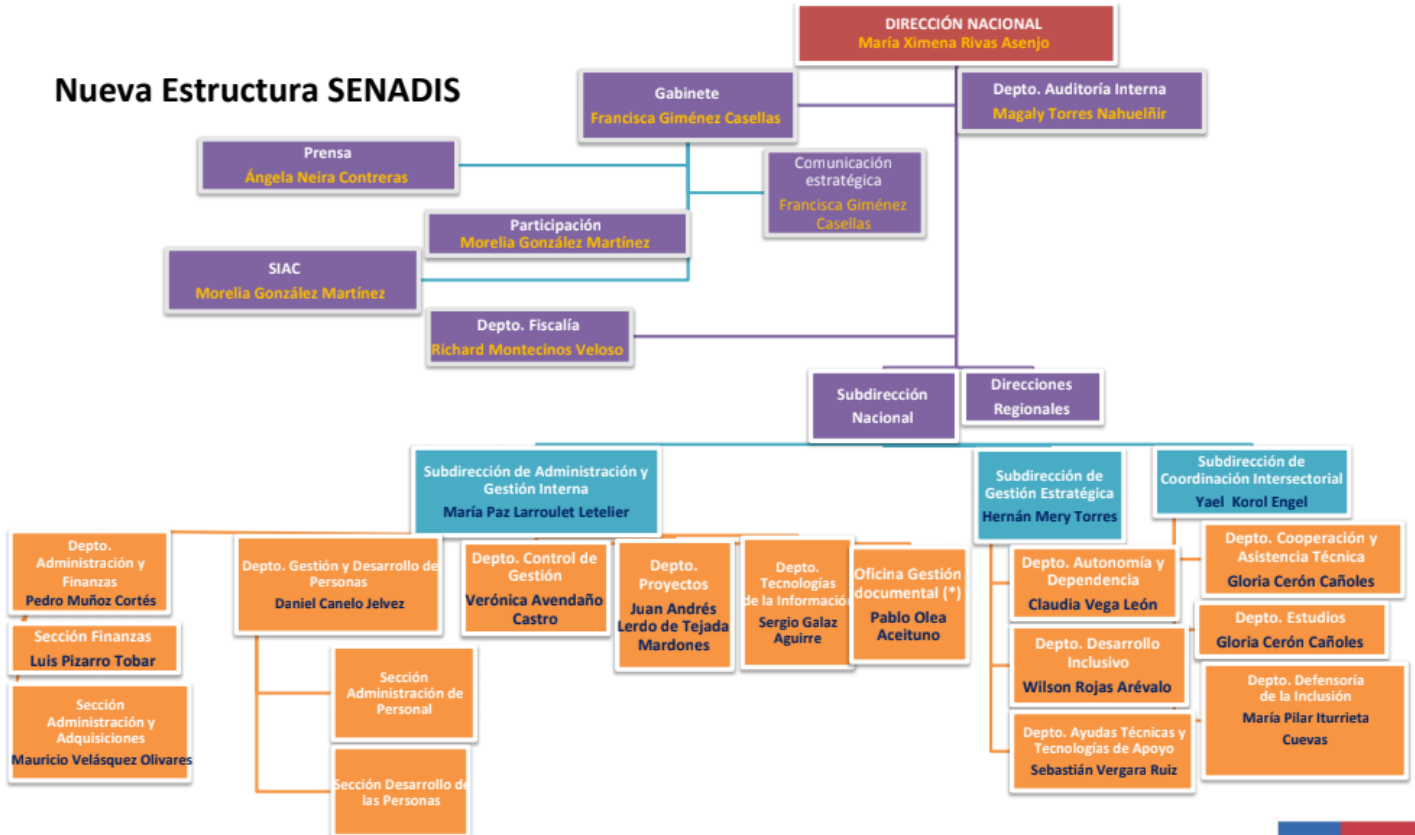 DIRECCIÓN NACIONAL
María Ximena Rivas Asenjo
Nueva Estructura SENADIS
Gabinete
Francisca Giménez Casellas
Depto. Auditoría Interna
Magaly Torres Nahuelñir
Prensa
Ángela Neira Contreras
Comunicación
estratégica
Francisca Giménez
Casellas
Participación
Morelia González Martínez
SIAC
Morelia González Martínez
Depto. Fiscalía
Richard Montecinos Veloso
Subdirección
Nacional
Direcciones
Regionales
Subdirección de Administración y
Gestión Interna
María Paz Larroulet Letelier
Subdirección de
Gestión Estratégica
Hernán Mery Torres
Subdirección de
Coordinación Intersectorial
Yael Korol Engel
Depto.
Administración y
Finanzas
Pedro Muñoz Cortés
Sección Finanzas
Luis Pizarro Tobar
Sección
Administración y
Adquisiciones
Mauricio Velásquez Olivares
Depto. Gestión y Desarrollo de
Personas
Daniel Canelo Jelvez
Sección
Administración de
Personal
Sección Desarrollo de
las Personas
Depto. Control de
Gestión
Verónica Avendaño
Castro
Depto.
Proyectos
Juan Andrés
Lerdo de Tejada
Mardones
Depto.
Tecnologías
de la Información
Sergio Galaz
Aguirre
Oficina Gestión
documental (*)
Pablo Olea
Aceituno
Depto. Autonomía y
Dependencia
Claudia Vega León
Depto. Desarrollo
Inclusivo
Wilson Rojas Arévalo
Depto. Ayudas Técnicas y
Tecnologías de Apoyo
Sebastián Vergara Ruiz
Depto. Cooperación y
Asistencia Técnica
Gloria Cerón Cañoles
Depto. Estudios
Gloria Cerón Cañoles
Depto. Defensoría
de la Inclusión
María Pilar Iturrieta
Cuevas